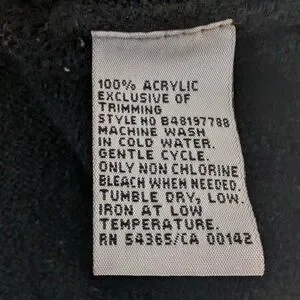 100% ACRYLIC
EXCLUSIVE OF
TRIMMING
STYLE NO B48197788
MACHINE WASH
IN COLD WATER.
GENTLE CYCLE.
ONLY NON CHLORINE
BLEACH WHEN NEEDED.
TUMBLE DRY, LOW.
IRON AT LOW
TEMPERATURE.
RN 54365/CA 00142